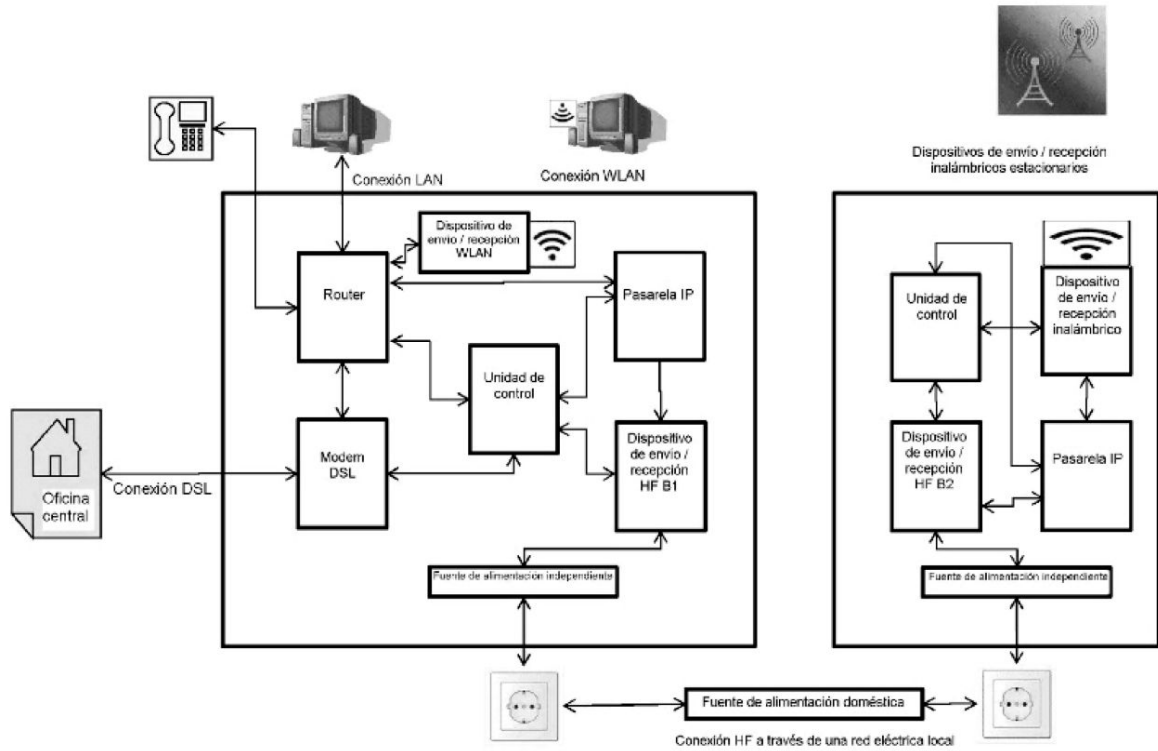 Dispositivos de envío / recepción
inalámbricos estacionarios
Conexión LAN
Conexión WLAN
Dispositivo de
envío / recepción
WLAN
Router
Pasarela IP
Unidad de
control
Modem
DSL
Dispositivo de
envío /
recepción
HF B1
Fuente de alimentación independiente
Oficina
central
Conexión DSL
Unidad de
control
Dispositivo
de envío /
recepción
inalámbrico
Dispositivo de
envío /
recepción
HF B2
Pasarela IP
Fuente de alimentación independiente
Fuente de alimentación doméstica
Conexión HF a través de una red eléctrica local